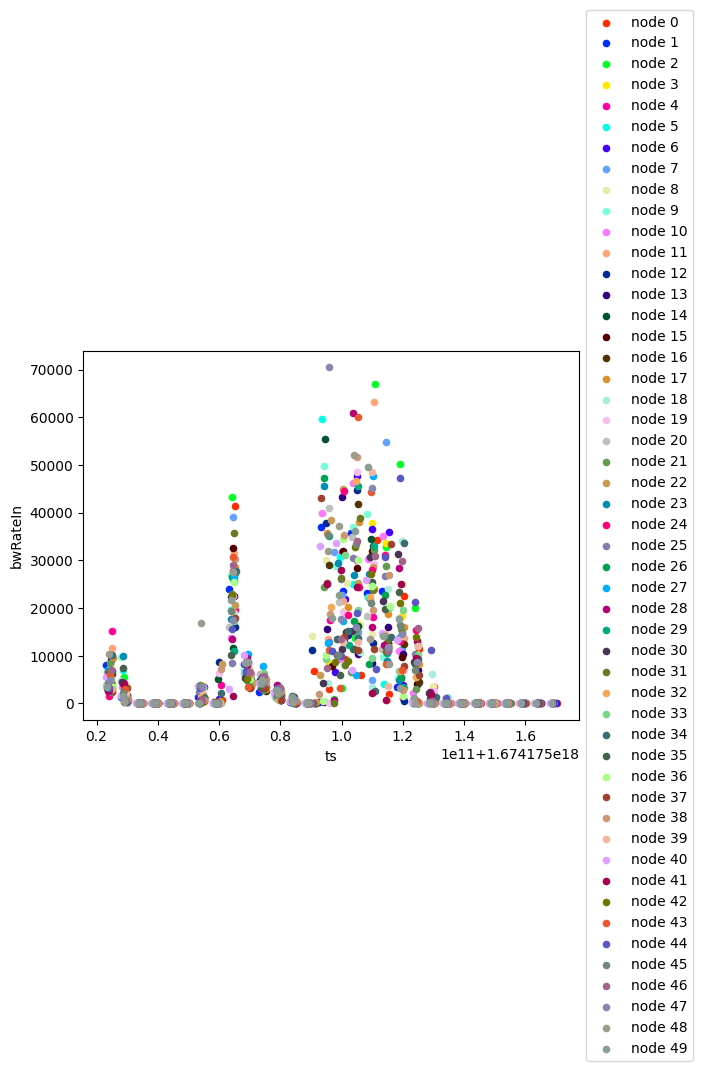 node 0
node 1
node 2
node 3
node 4
node 5
node 6
node 7
node 8
node 9
node 10
node 11
node 12
node 13
node 14
node 15
node 16
node 17
node 18
node 19
node 20
node 21
node 22
node 23
node 24
node 25
node 26
node 27
node 28
node 29
node 30
node 31
node 32
node 33
node 34
node 35
node 36
node 37
node 38
node 39
node 40
node 41
node 42
node 43
node 44
node 45
node 46
node 47
node 48
node 49
70000
60000
50000
40000
30000
20000
10000
0
bwRateIn
0.2 0.4 0.6 0.8 1.0 1.2 1.4 1.6
ts
1e11+1.674175e18